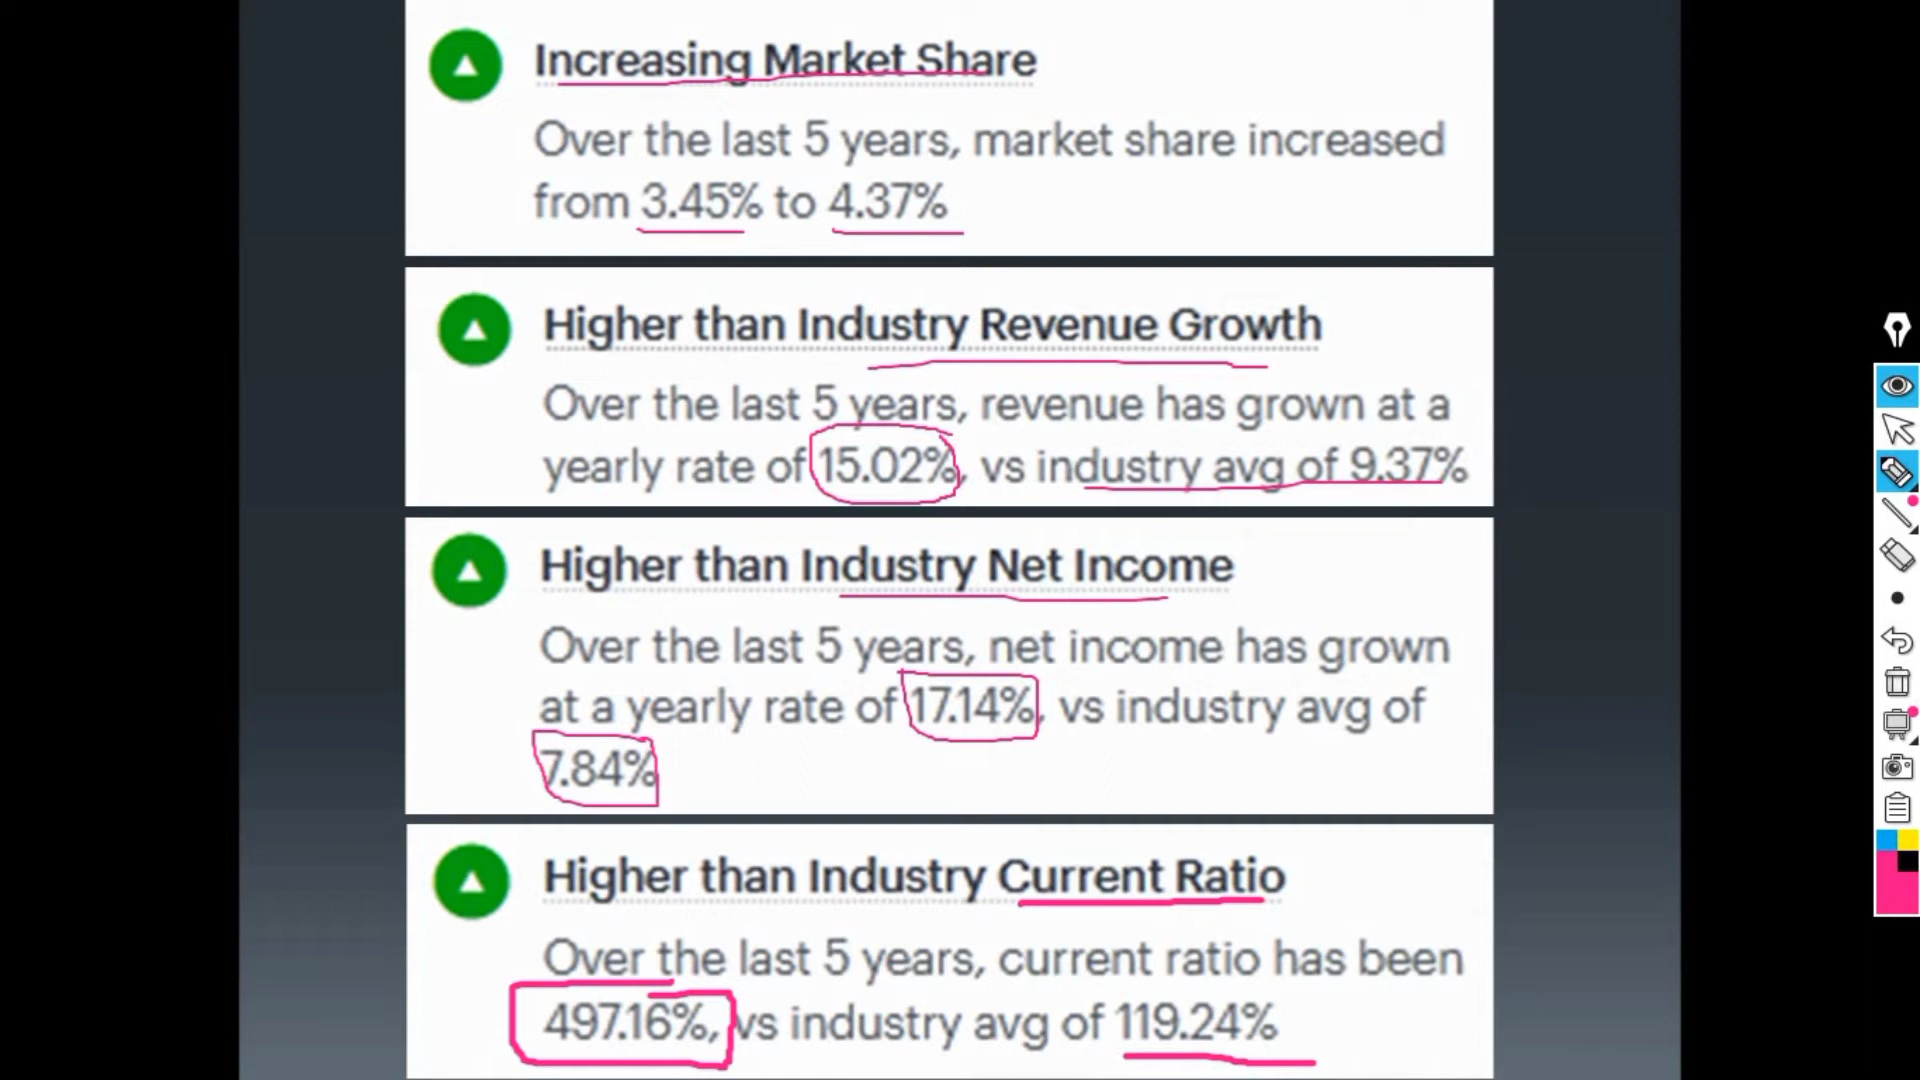 Increasing Market Share
Over the last 5 years, market share increased
from 3.45% to 4.37%
Higher than Industry Revenue Growth
Over the last 5 years, revenue has grown at a
yearly rate of 15.02%, vs industry avg of 9.37%
Higher than Industry Net Income
Over the last 5 years, net income has grown
at a yearly rate of 17.14%, vs industry avg of
7.84%
Higher than Industry Current Ratio
Over the last 5 years, current ratio has been
497.16%, vs industry avg of 119.24%